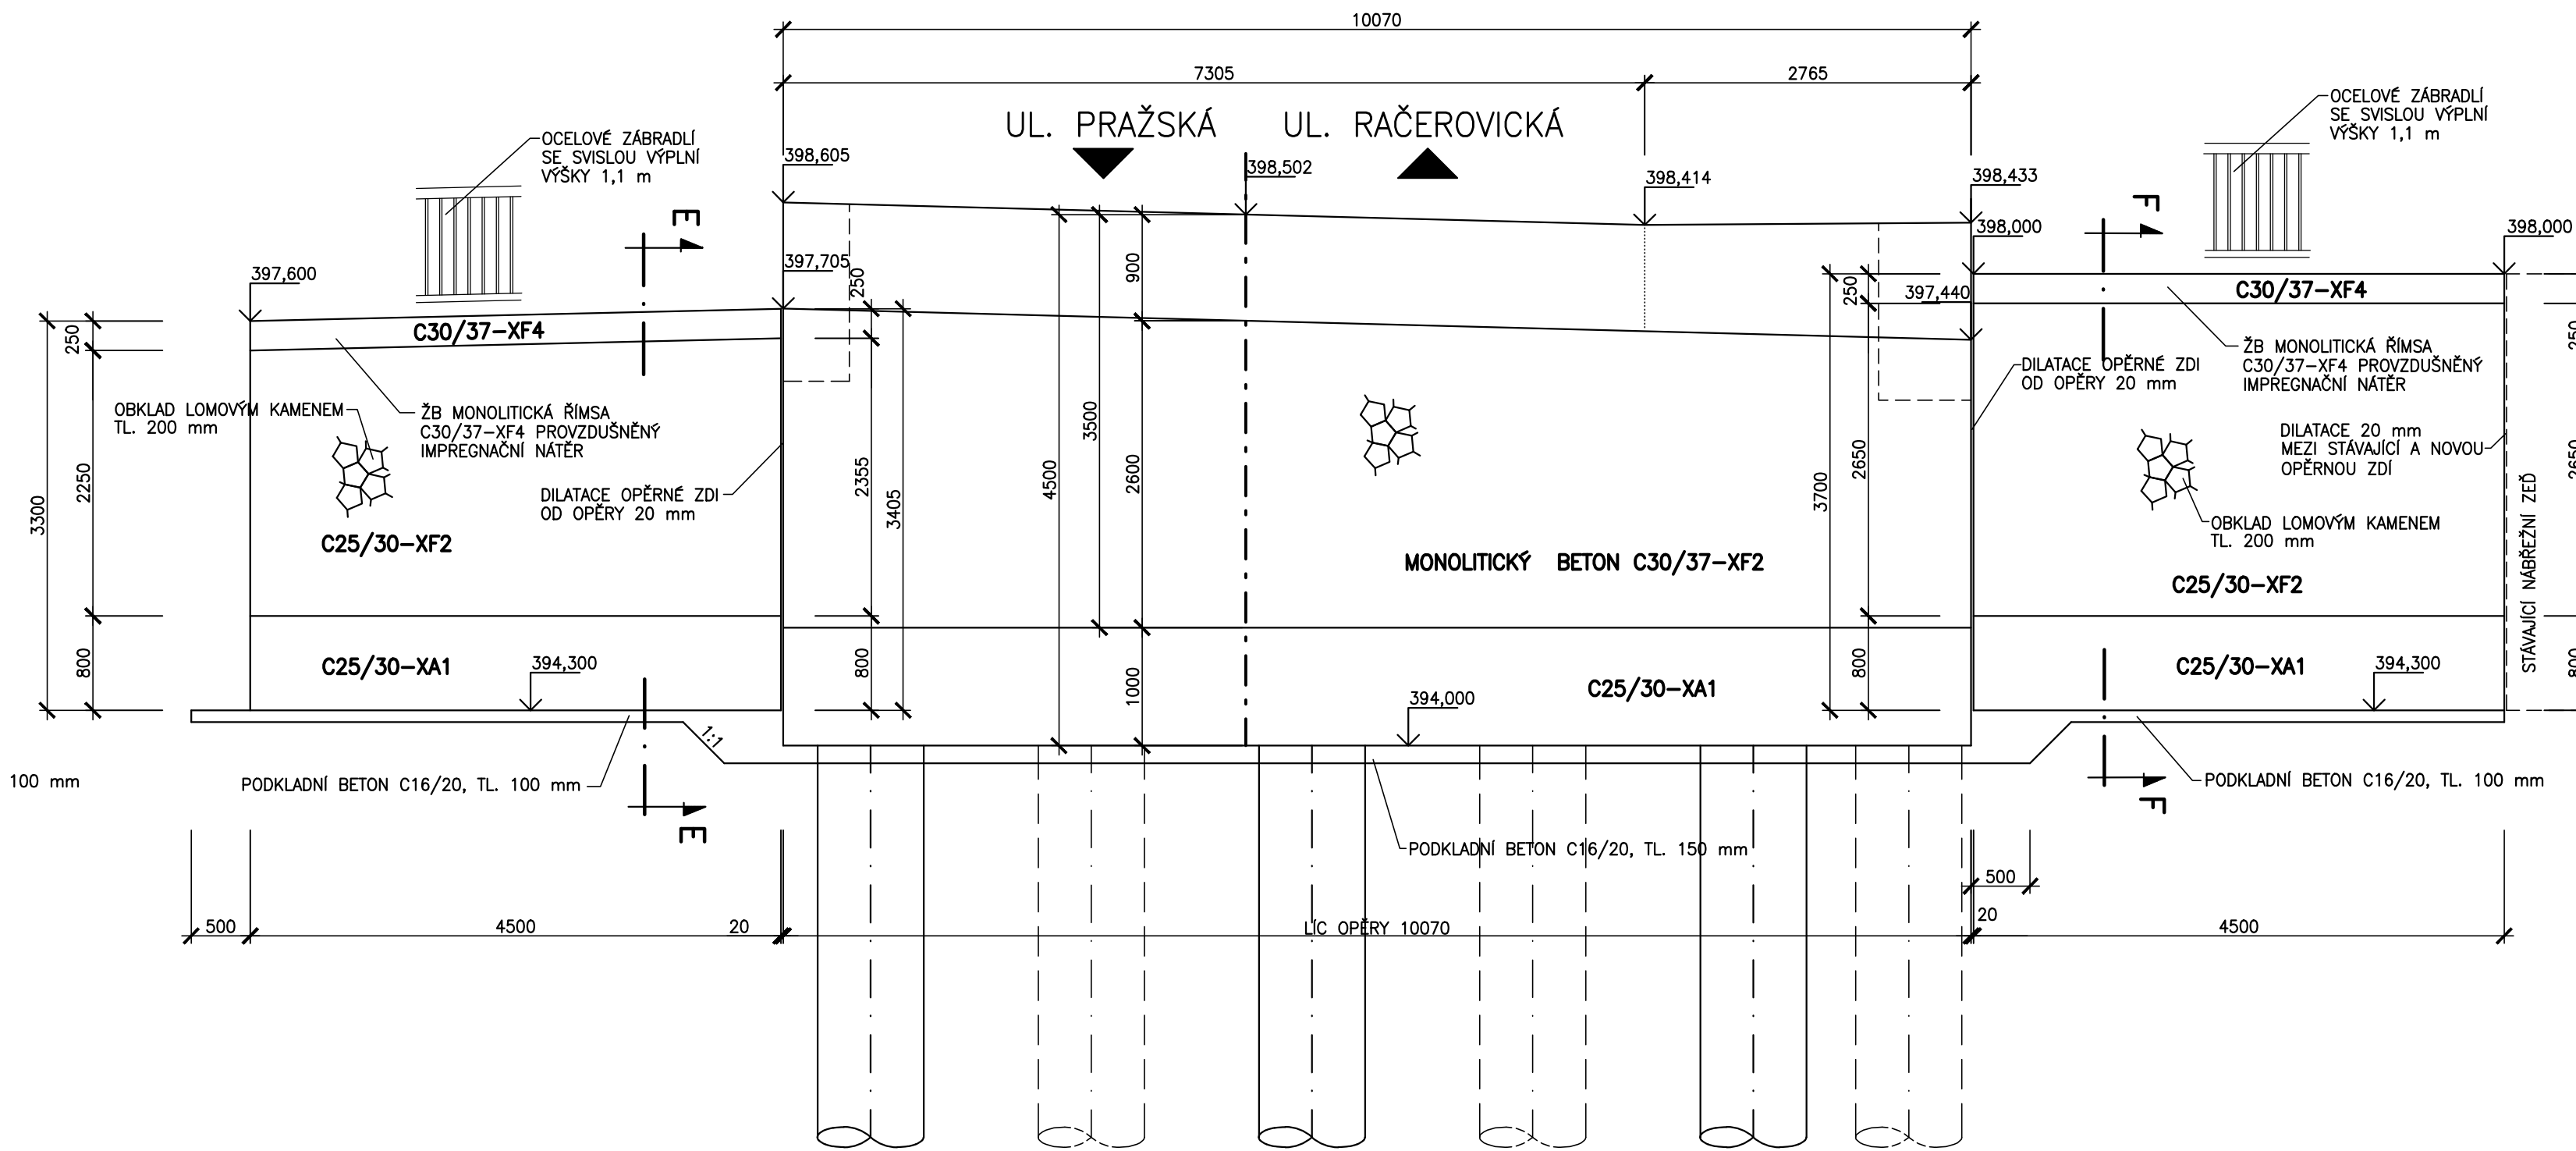 10070
7305
2765
UL. PRAŽSKÁ
UL. RAČEROVICKÁ
OCELOVÉ ZÁBRADLÍ
SE SVISLOU VÝPLNÍ
VÝŠKY 1,1 m
OCELOVÉ ZÁBRADLÍ
SE SVISLOU VÝPLNÍ
VÝŠKY 1,1 m
398,605
398,502
398,414
398,433
398,000
398,000
397,705
397,600
397,440
E
F
C30/37-XF4
C30/37-XF4
250
250
900
250
250
OBKLAD LOMOVÝM KAMENEM
TL. 200 mm
ŽB MONOLITICKÁ ŘÍMSA
C30/37-XF4 PROVZDUŠNĚNÝ
IMPREGNAČNÍ NÁTĚR
DILATACE OPĚRNÉ ZDI
OD OPĚRY 20 mm
DILATACE OPĚRNÉ ZDI
OD OPĚRY 20 mm
ŽB MONOLITICKÁ ŘÍMSA
C30/37-XF4 PROVZDUŠNĚNÝ
IMPREGNAČNÍ NÁTĚR
DILATACE 20 mm
MEZI STÁVAJÍCÍ A NOVOU
OPĚRNOU ZDÍ
OBKLAD LOMOVÝM KAMENEM
TL. 200 mm
STÁVAJÍCÍ NÁBŘEŽNÍ ZEĎ
3300
2250
2355
3405
4500
3500
2600
3700
2650
2650
C25/30-XF2
MONOLITICKÝ BETON C30/37-XF2
C25/30-XF2
800
800
1000
800
800
C25/30-XA1
C25/30-XA1
C25/30-XA1
394,300
394,000
394,300
1:1
100 mm
PODKLADNÍ BETON C16/20, TL. 100 mm
PODKLADNÍ BETON C16/20, TL. 150 mm
PODKLADNÍ BETON C16/20, TL. 100 mm
E
F
500
4500
20
LÍC OPĚRY 10070
500
20
4500